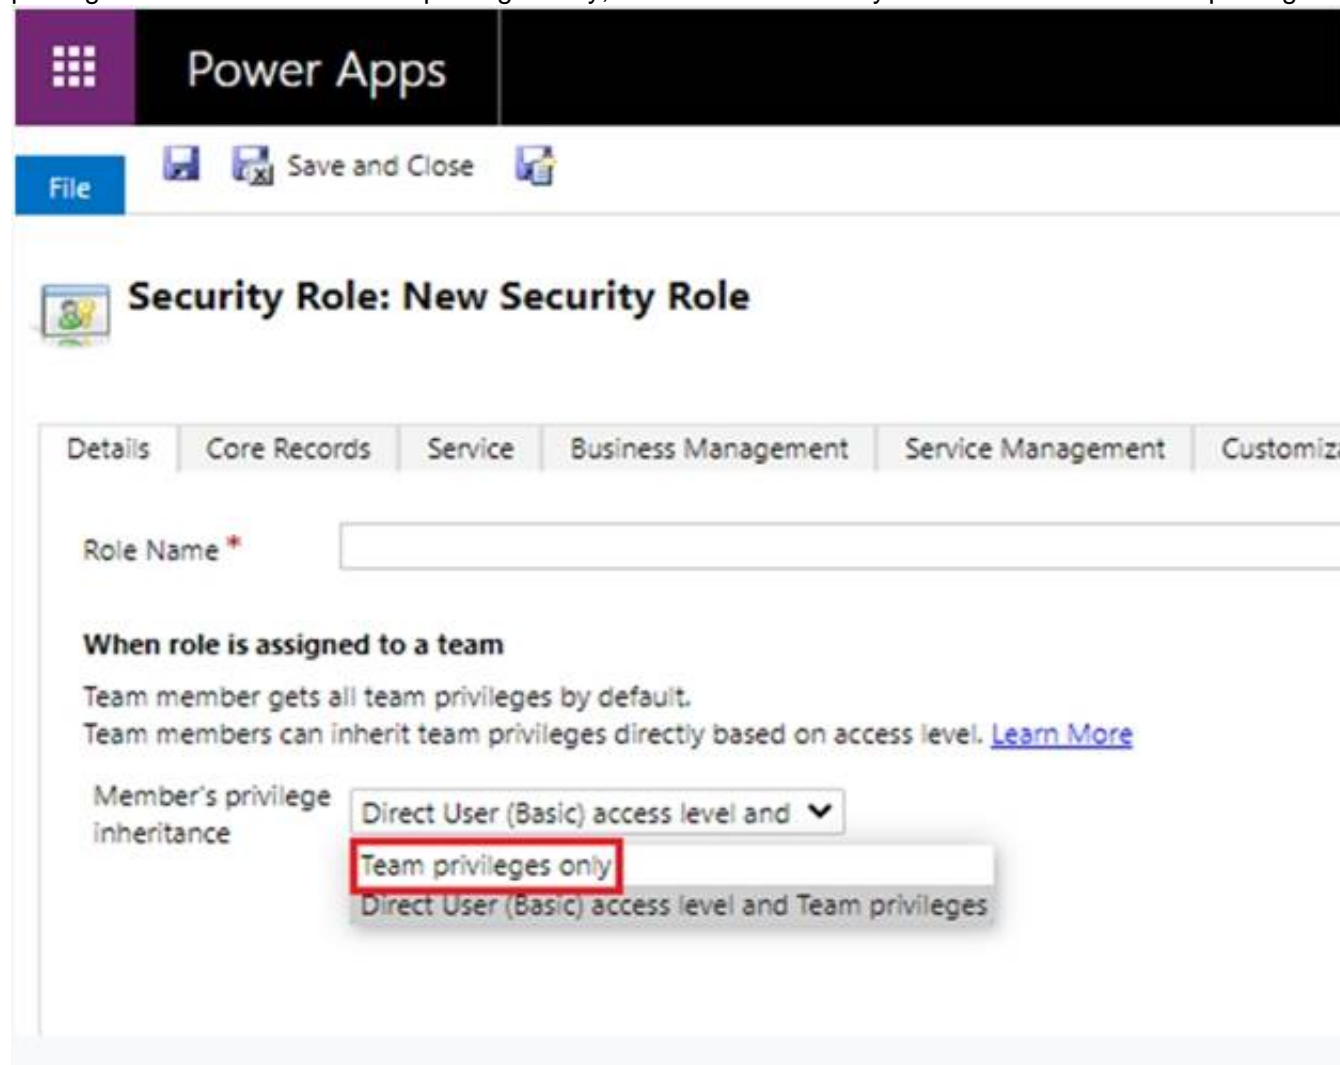 Power Apps
File
Save and Close
Security Role: New Security Role
Details Core Records Service Business Management Service Management Customiza
Role Name *
When role is assigned to a team
Team member gets all team privileges by default.
Team members can inherit team privileges directly based on access level. Learn More
Member's privilege
inheritance
Direct User (Basic) access level and
Team privileges only
Direct User (Basic) access level and Team privileges